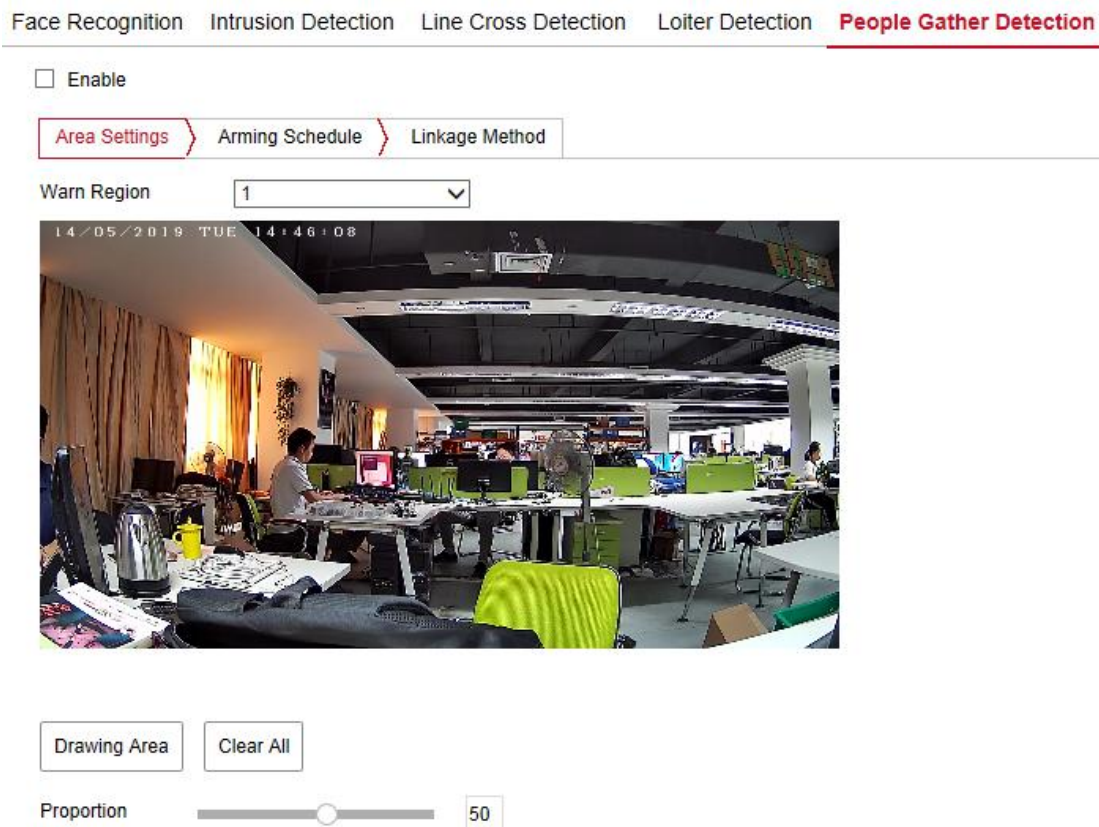 Face Recognition Intrusion Detection Line Cross Detection Loiter Detection People Gather Detection
Enable
Area Settings Arming Schedule Linkage Method
Warn Region 1
14/05/2019 TUE 14:46:08
Drawing Area Clear All
Proportion 50